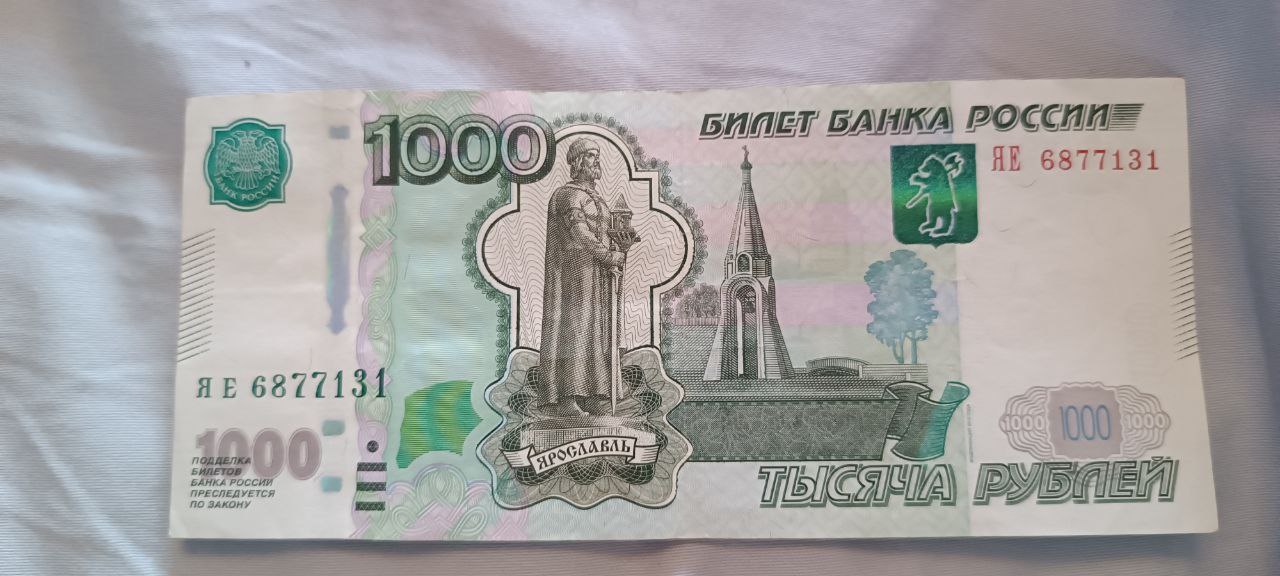 БИЛЕТ БАНКА РОССИИ
1000
БАНК РОССИИ
ЯЕ 6877131
ЯЕ 6877131
1000
ПОДДЕЛКА
БИЛЕТОВ
БАНКА РОССИИ
ПРЕСЛЕДУЕТСЯ
ПО ЗАКОНУ
ЯРОСЛАВЛЬ
1000 1000 1000
ТЫСЯЧА РУБЛЕЙ